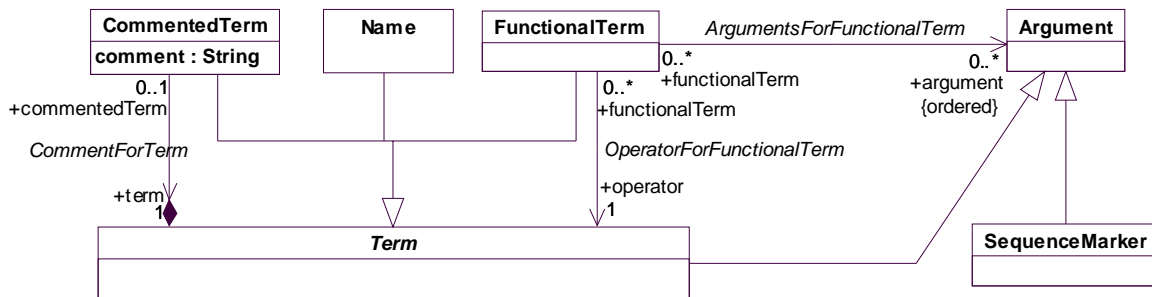 CommentedTerm
comment : String
Name
FunctionalTerm
ArgumentsForFunctionalTerm
Argument
0..1
+commentedTerm
0..*
+functionalTerm
0..*
+functionalTerm
0..*
+argument
{ordered}
CommentForTerm
OperatorForFunctionalTerm
+term
1
+operator
1
Term
SequenceMarker